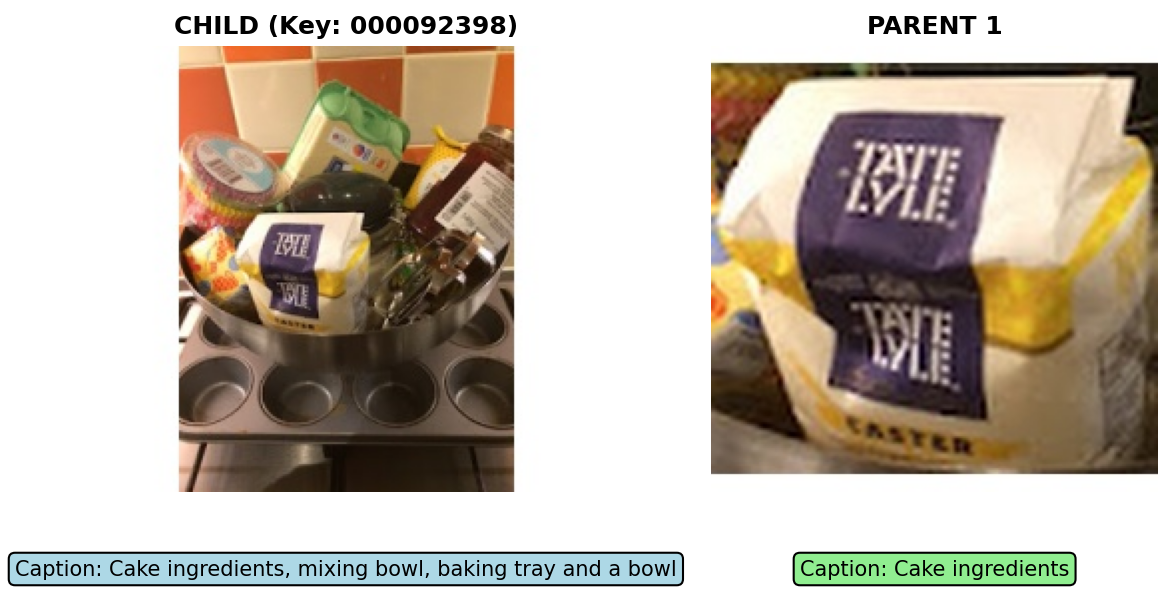 CHILD (Key: 000092398)
PARENT 1
TATE
LYLE
TATE
LYLE
CASTER
TATE
LYLE
TATE
LYLE
CASTER
Caption: Cake ingredients, mixing bowl, baking tray and a bowl
Caption: Cake ingredients